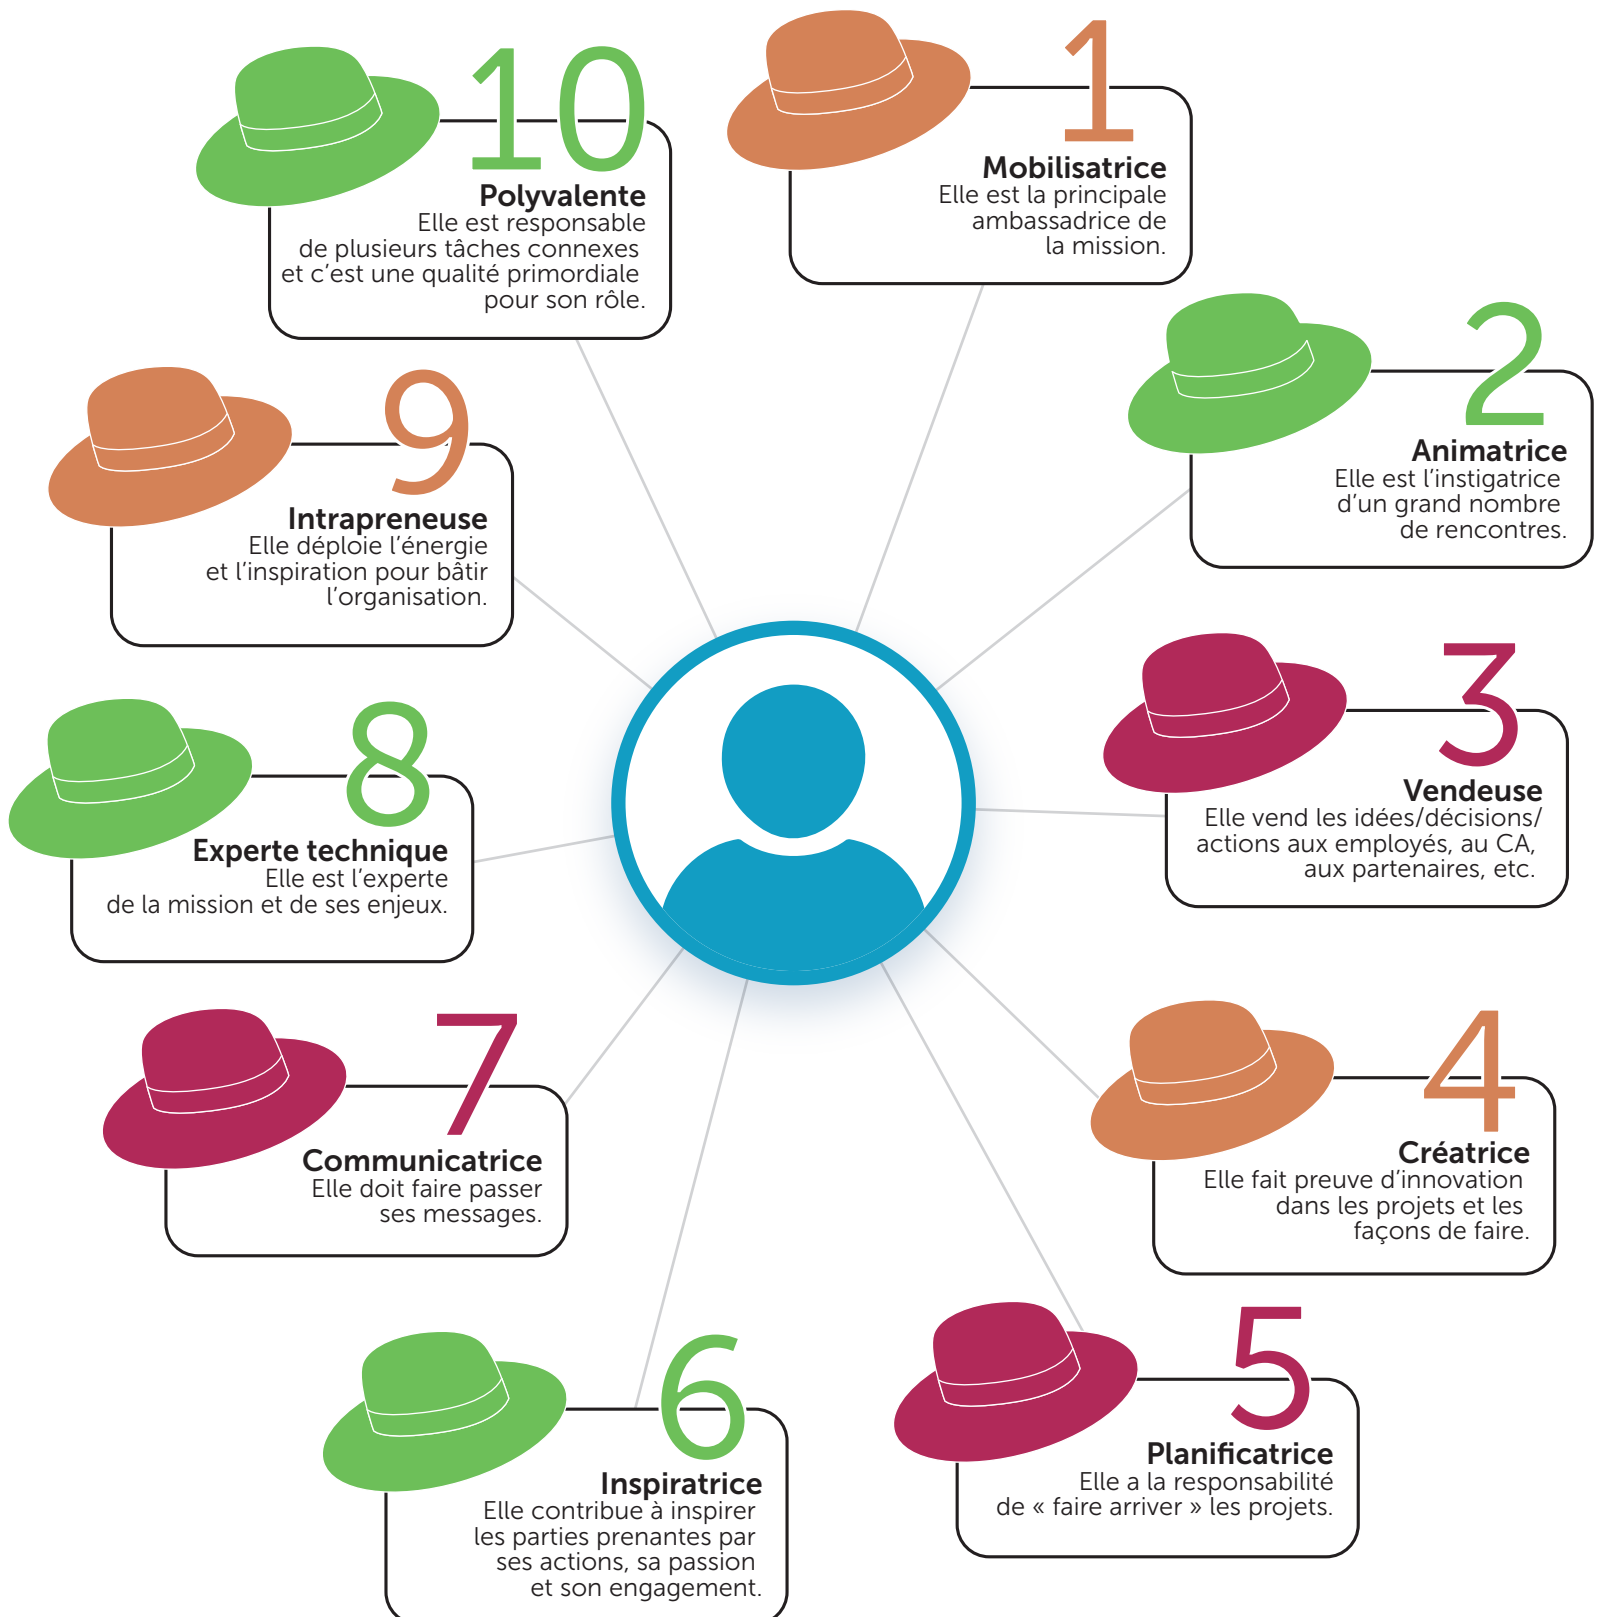 1
Mobilisatrice
Elle est la principale
ambassadrice de
la mission.
2
Animatrice
Elle est l’instigatrice
d’un grand nombre
de rencontres.
3
Vendeuse
Elle vend les idées/décisions/
actions aux employés, au CA,
aux partenaires, etc.
4
Créatrice
Elle fait preuve d’innovation
dans les projets et les
façons de faire.
5
Planificatrice
Elle a la responsabilité
de « faire arriver » les projets.
6
Inspiratrice
Elle contribue à inspirer
les parties prenantes par
ses actions, sa passion
et son engagement.
7
Communicatrice
Elle doit faire passer
ses messages.
8
Experte technique
Elle est l’experte
de la mission et de ses enjeux.
9
Intrapreneuse
Elle déploie l’énergie
et l’inspiration pour bâtir
l’organisation.
10
Polyvalente
Elle est responsable
de plusieurs tâches connexes
et c’est une qualité primordiale
pour son rôle.